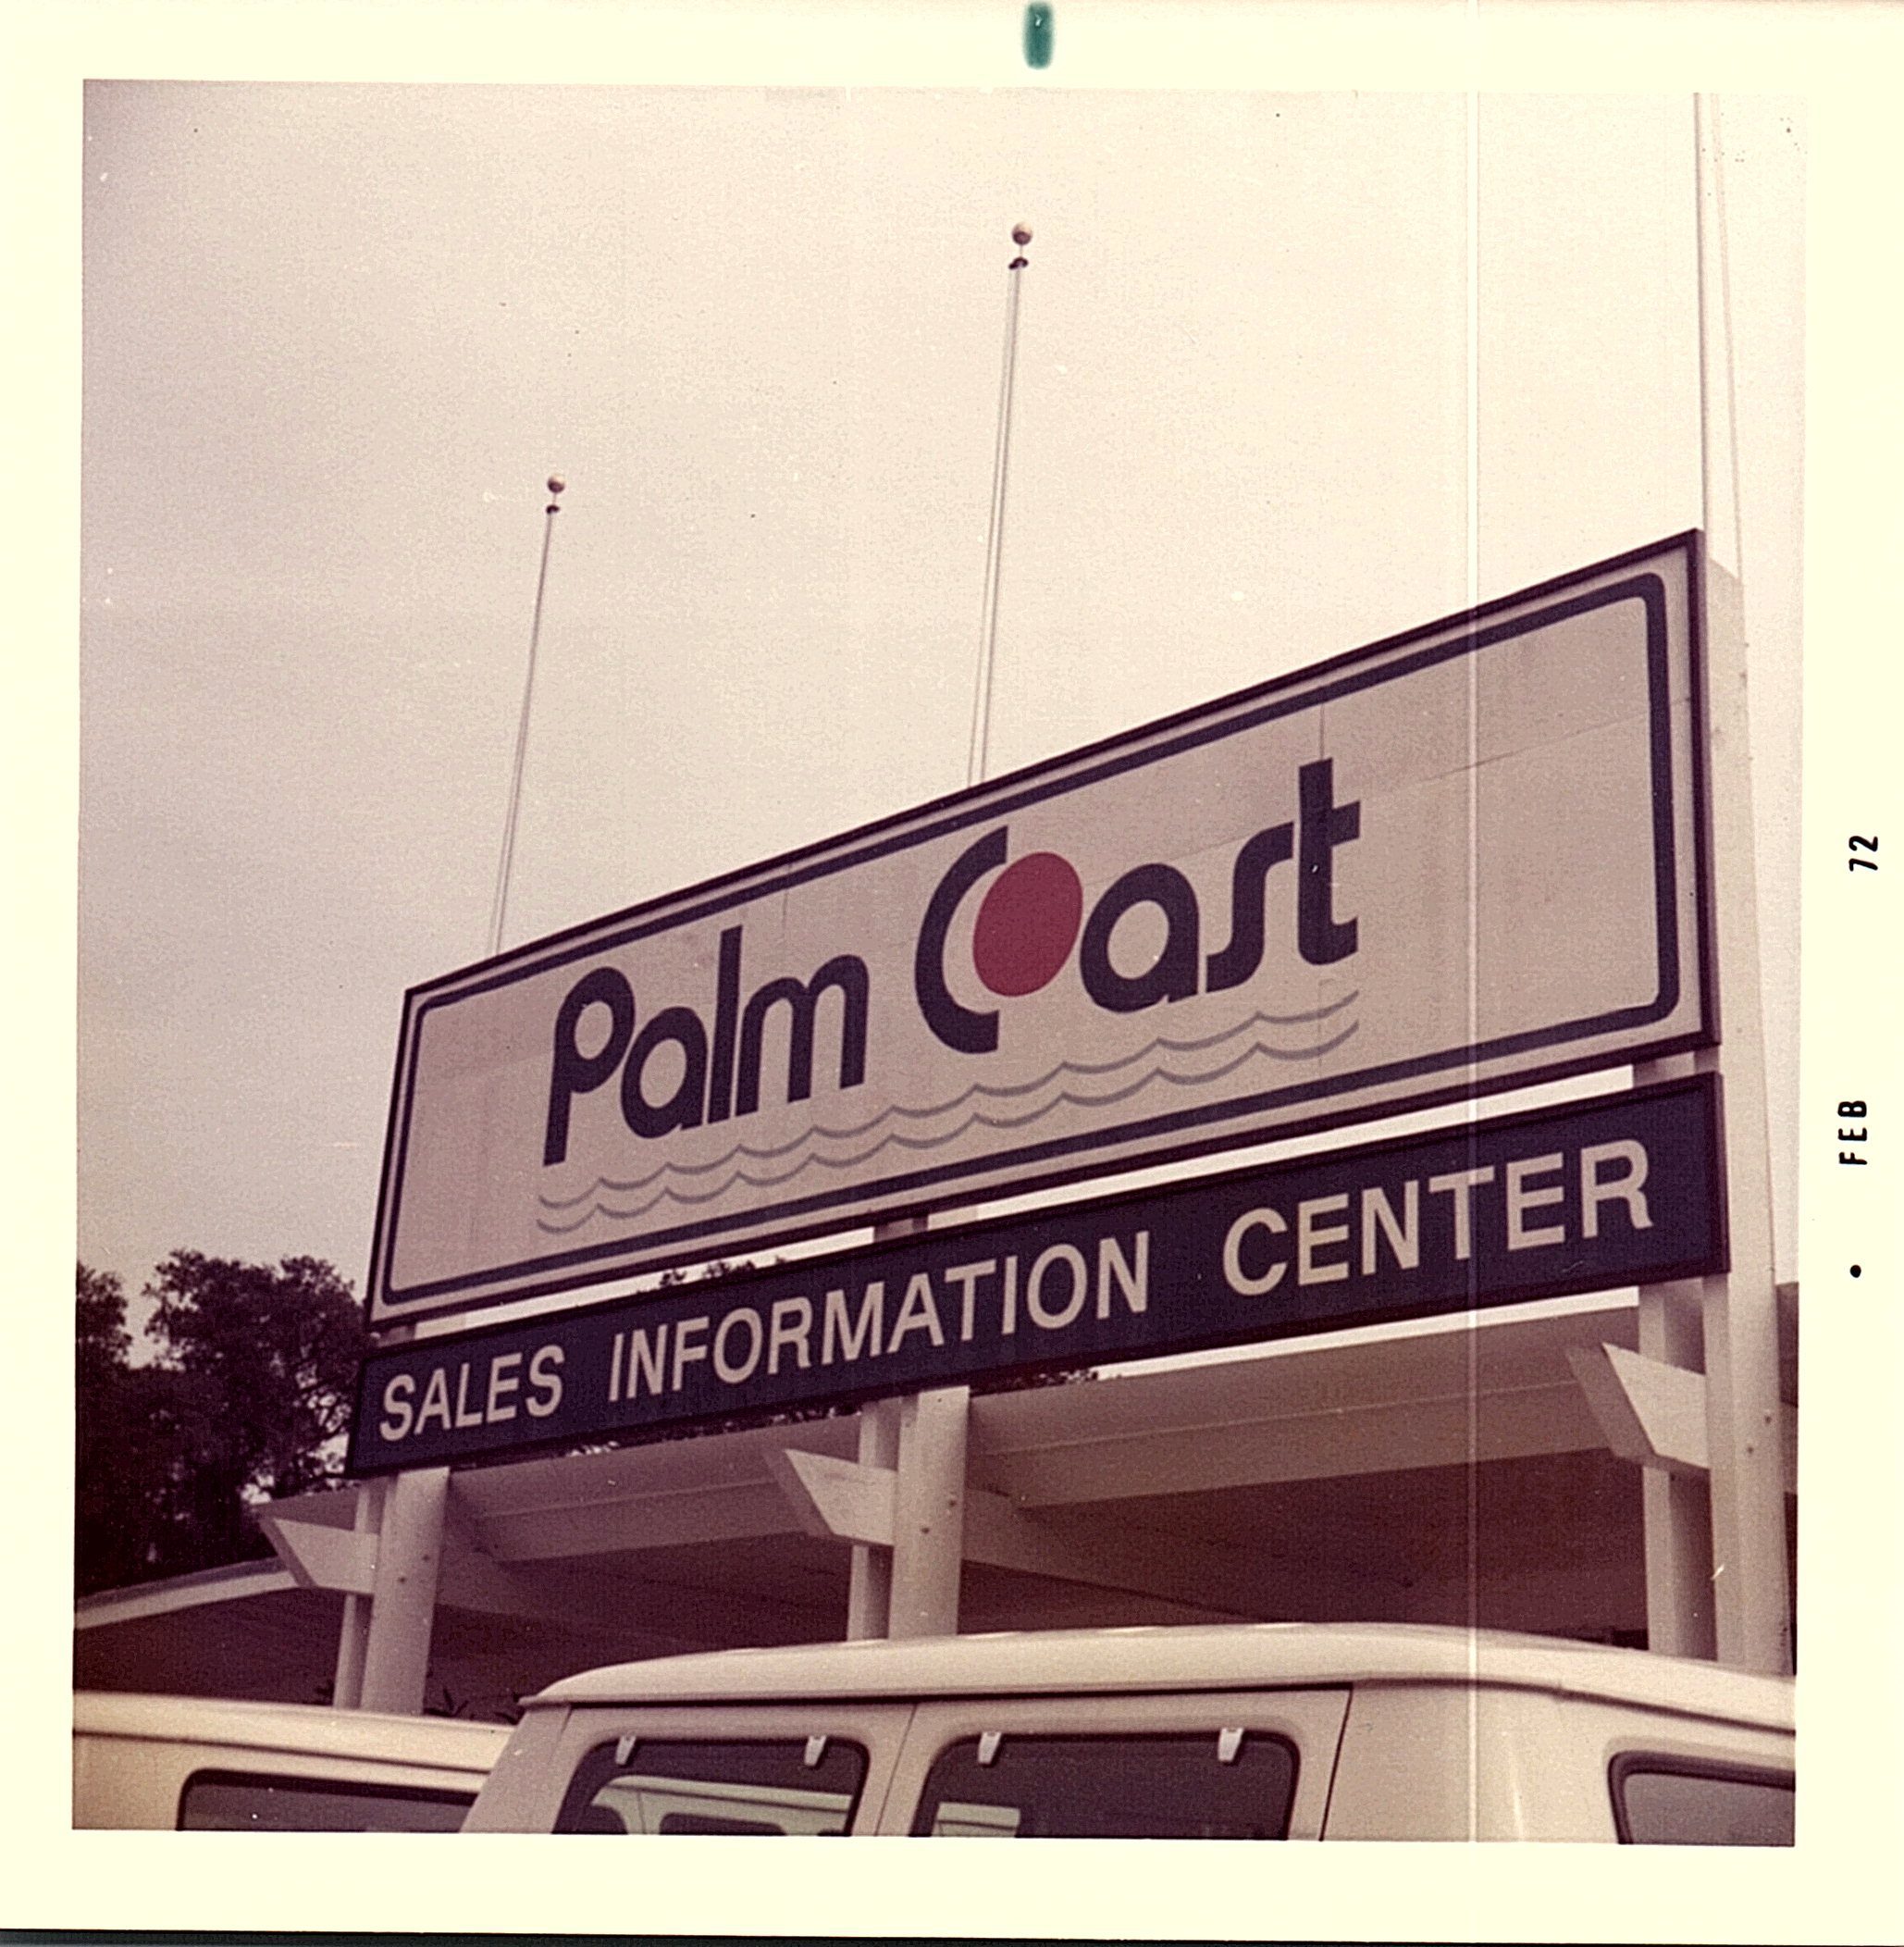 Palm Coast
SALES INFORMATION CENTER
• FEB 72